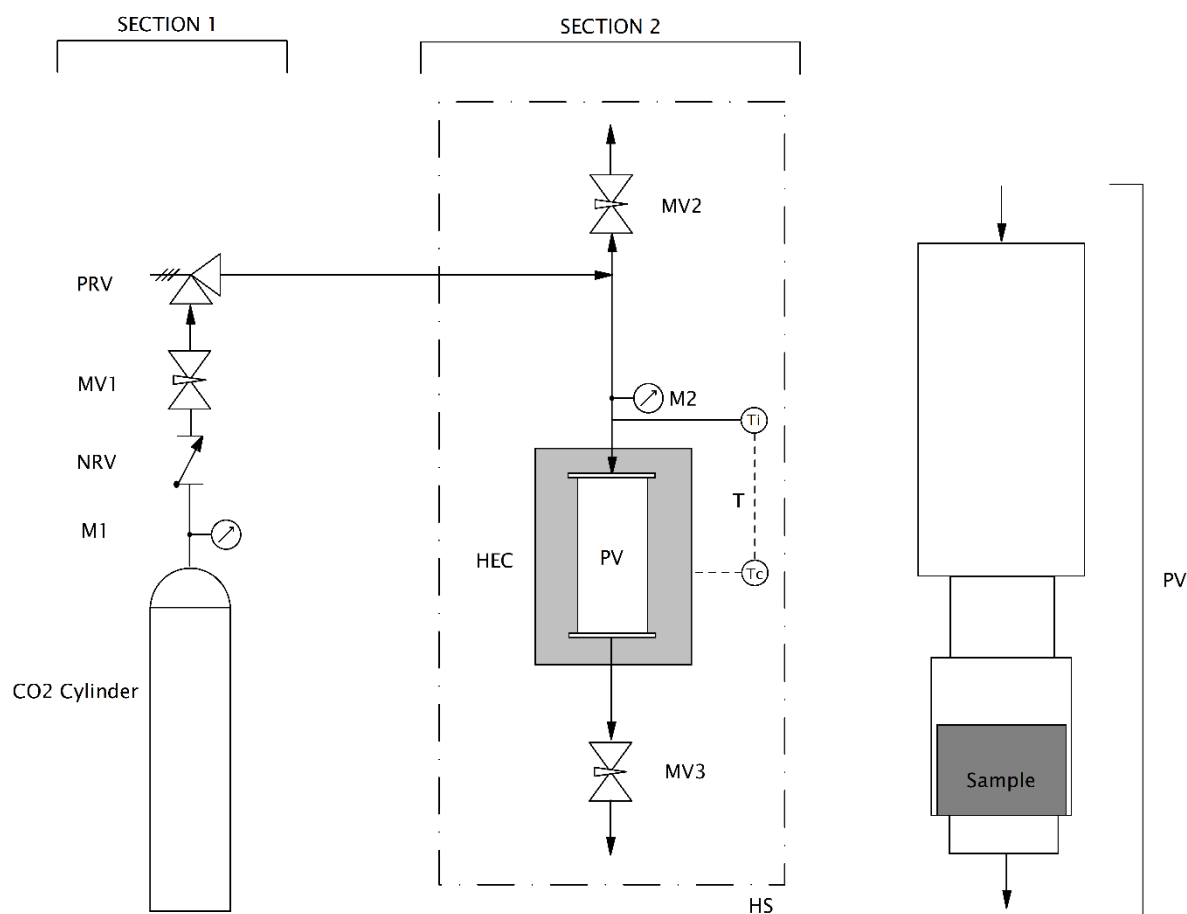 SECTION 1
SECTION 2
MV2
PRV
MV1
M2
Ti
NRV
T
M1
HEC
PV
Tc
PV
CO2 Cylinder
MV3
Sample
HS